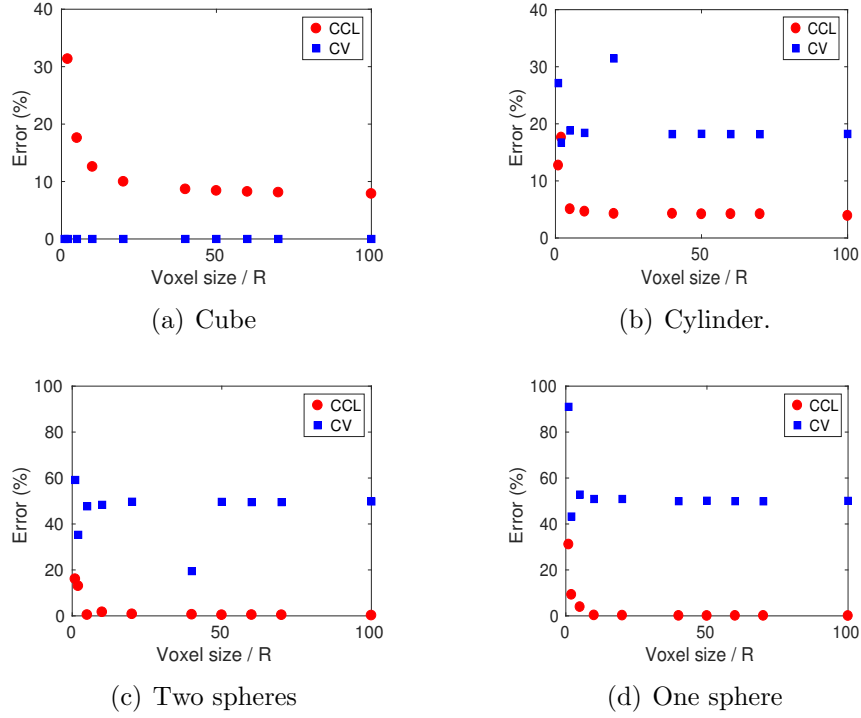 40
30
20
10
0
Error (%)
CCL
CV
0
50
100
Voxel size / R
(a) Cube
40
30
20
10
0
Error (%)
CCL
CV
0
50
100
Voxel size / R
(b) Cylinder.
100
80
60
40
20
0
Error (%)
CCL
CV
0
50
100
Voxel size / R
(c) Two spheres
100
80
60
40
20
0
Error (%)
CCL
CV
0
50
100
Voxel size / R
(d) One sphere